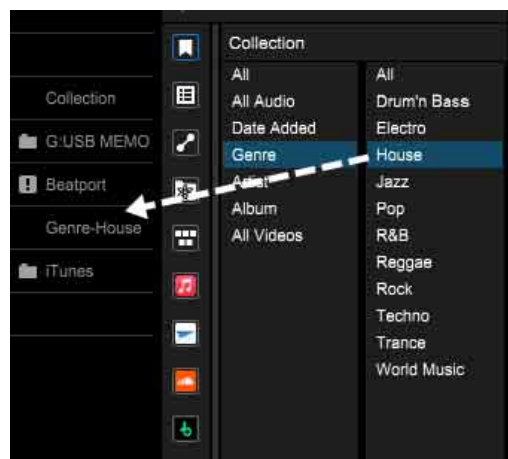 Collection
G:USB MEMO
Beatport
Genre-House
iTunes
Collection
All
All Audio
Date Added
Genre
Artist
Album
All Videos
All
Drum'n Bass
Electro
House
Jazz
Pop
R&B
Reggae
Rock
Techno
Trance
World Music